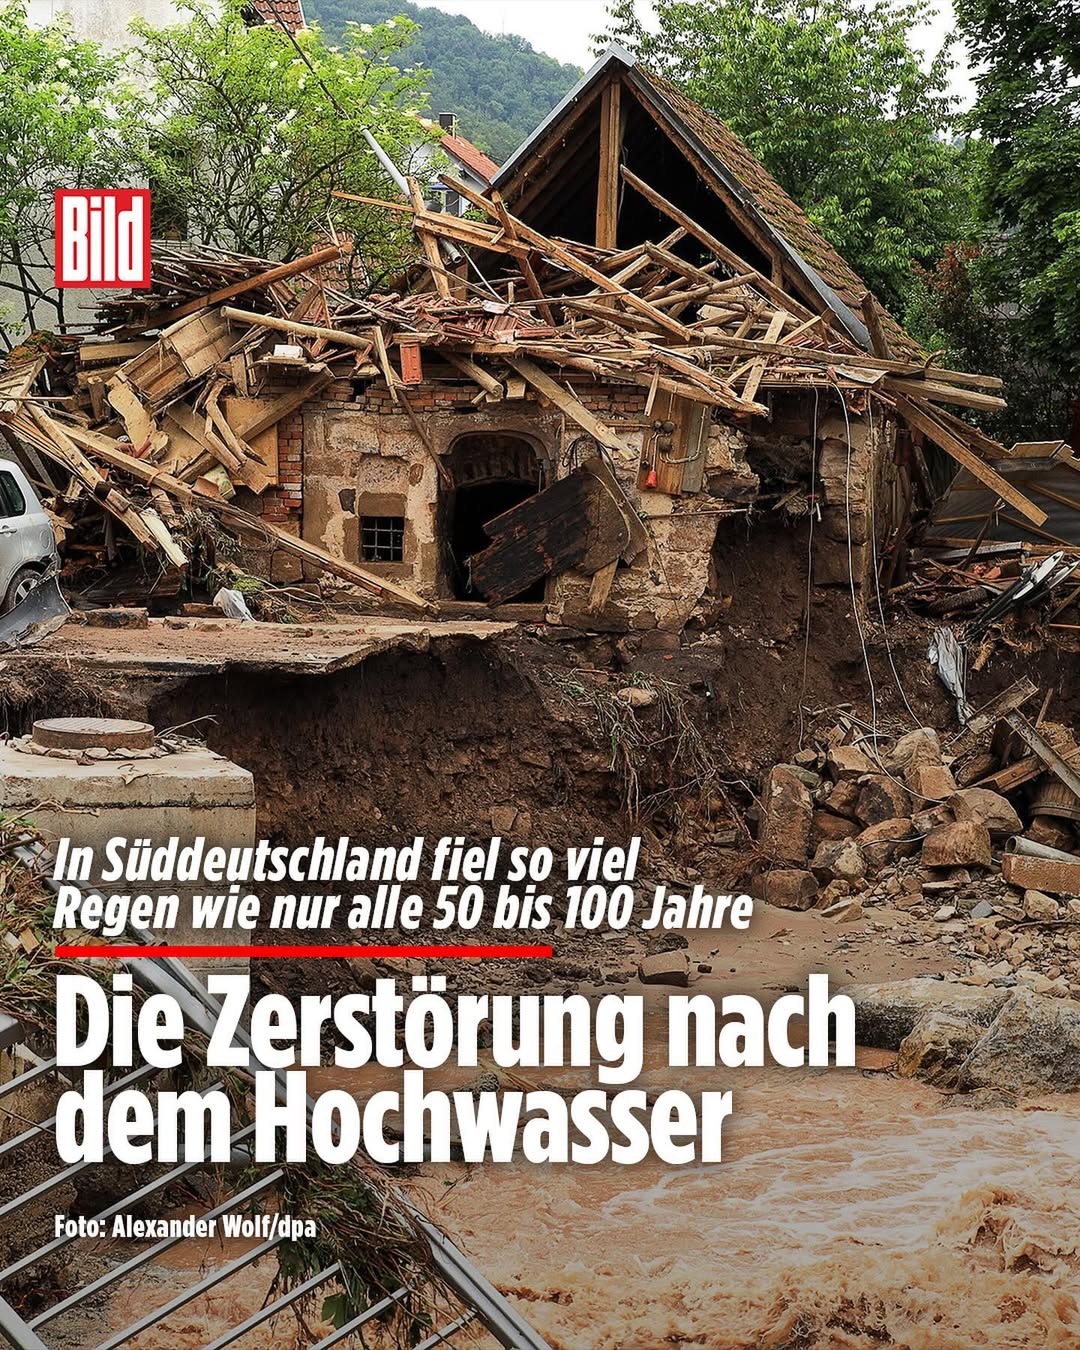 Bild
In Süddeutschland fiel so viel
Regen wie nur alle 50 bis 100 Jahre
Die Zerstörung nach
dem Hochwasser
Foto: Alexander Wolf/dpa